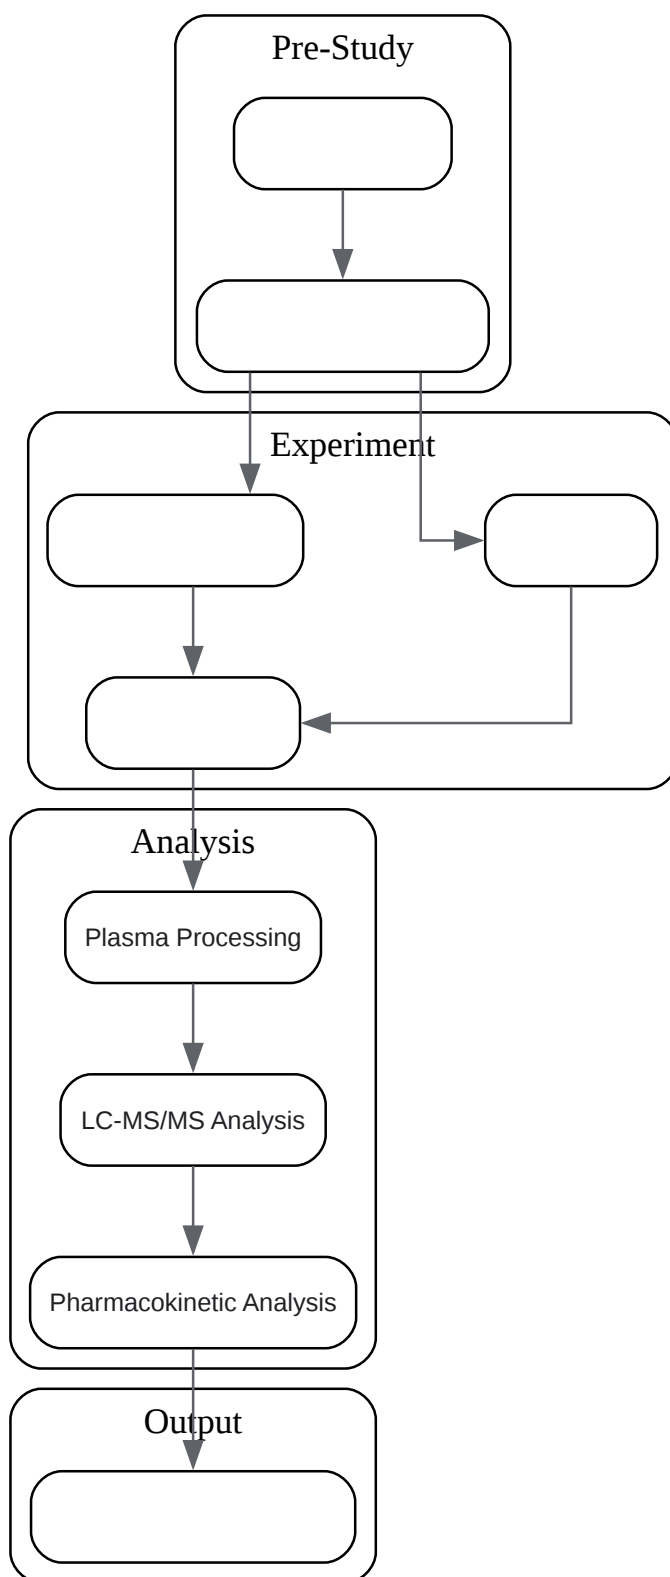 Pre-Study
Experiment
Analysis
Plasma Processing
LC-MS/MS Analysis
Pharmacokinetic Analysis
Output